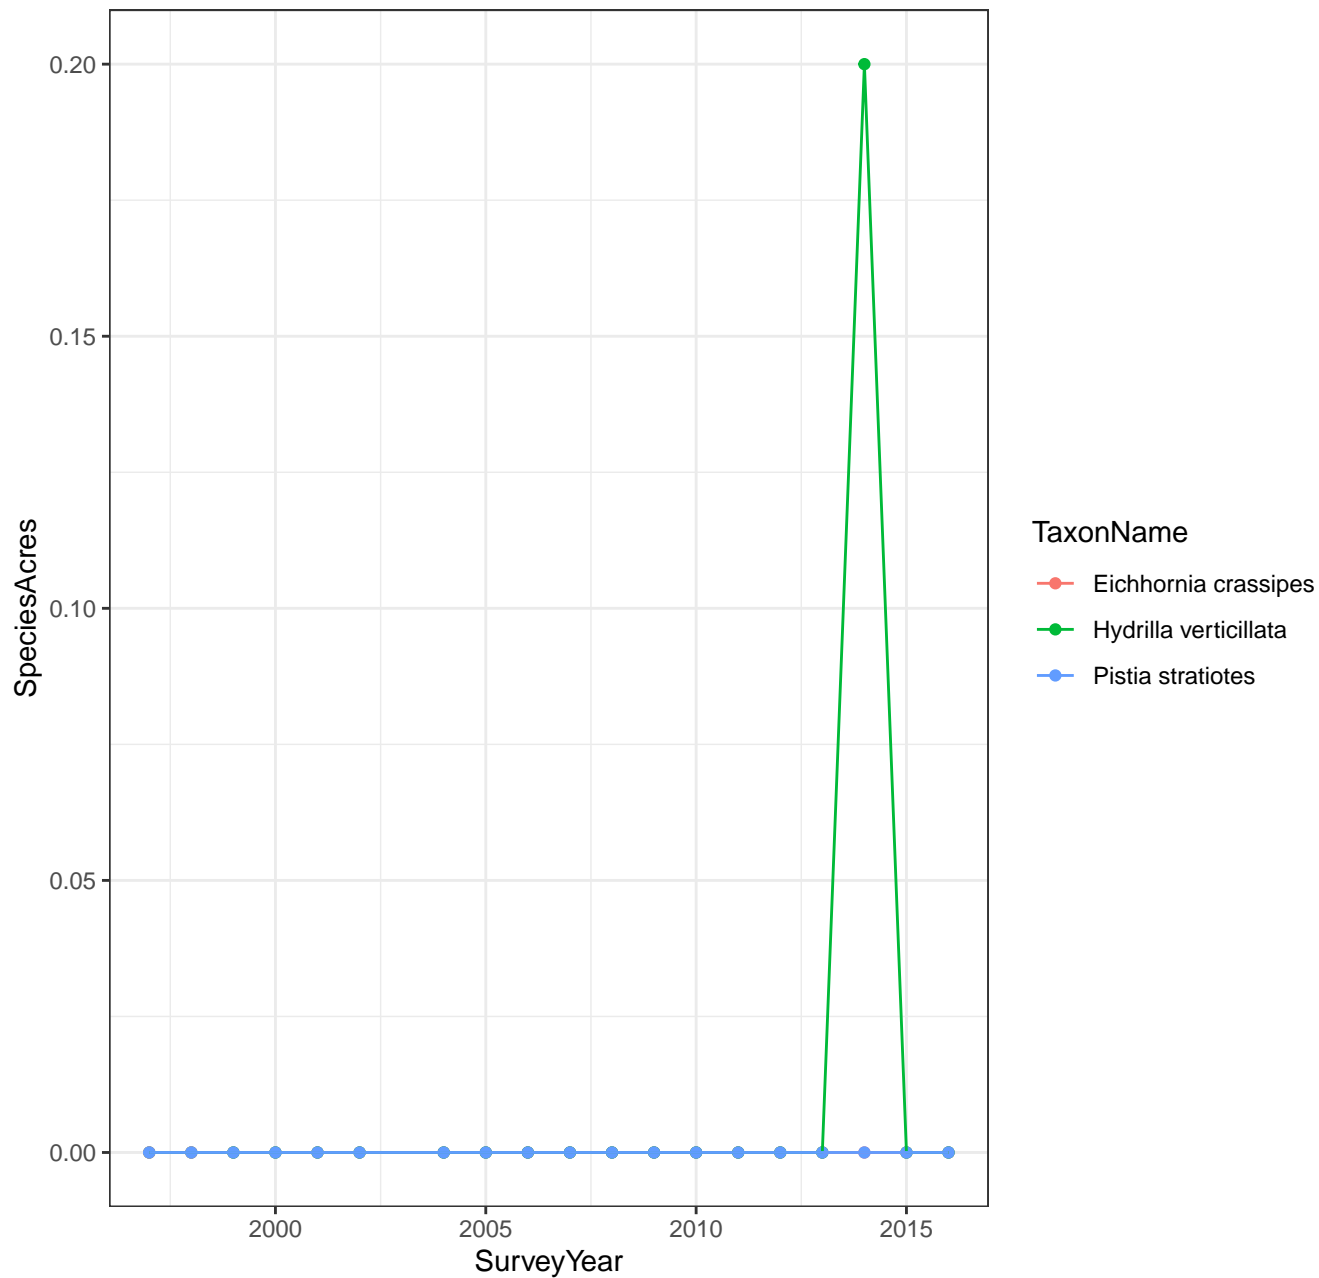 0.20
0.15
0.10
0.05
0.00
SpeciesAcres
2000 2005 2010 2015
SurveyYear
TaxonName
Eichhornia crassipes
Hydrilla verticillata
Pistia stratiotes